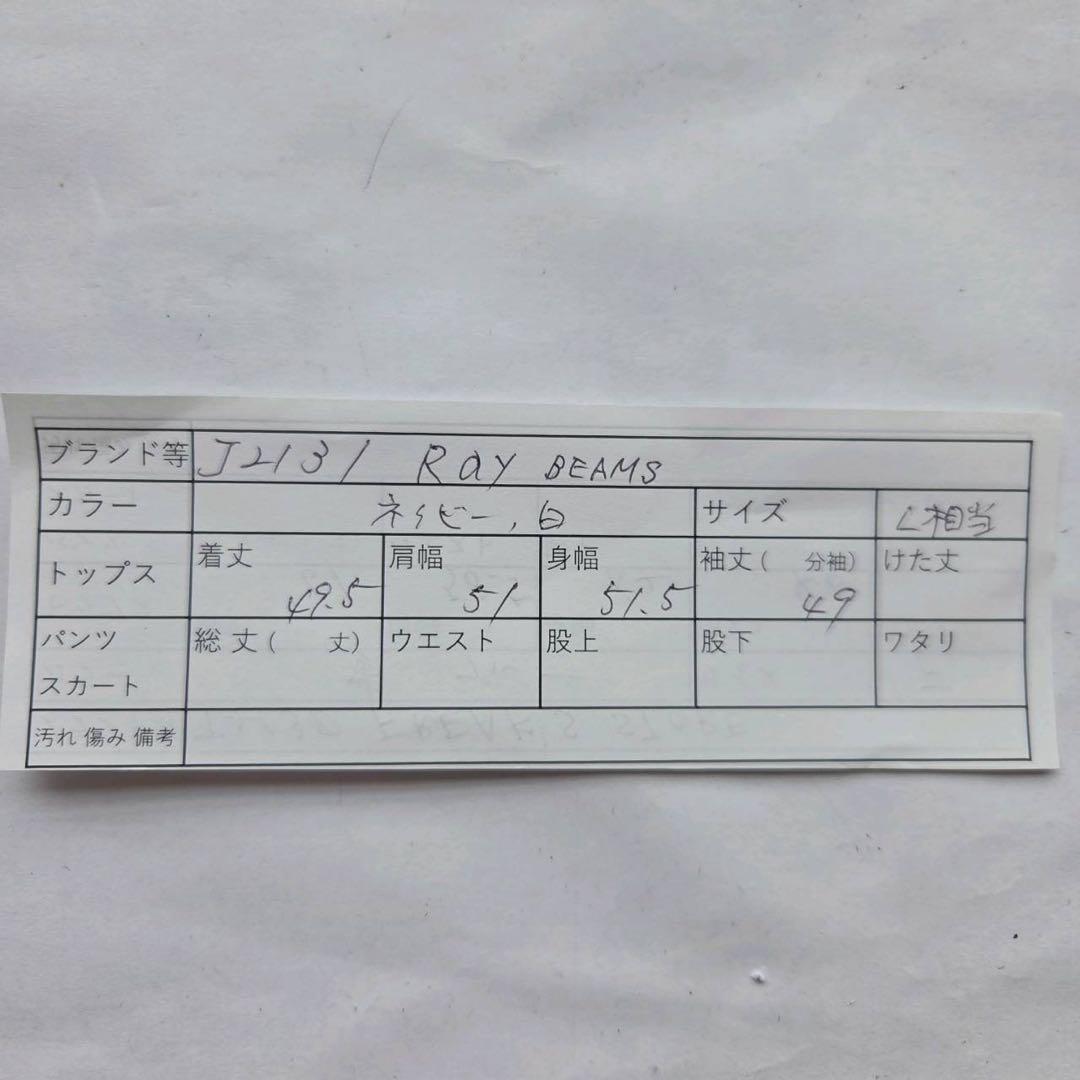 ブランド等 J2131 Ray BEAMS
カラー ネイビー、白 サイズ L相当
トップス 着丈 49.5 肩幅 51 身幅 51.5 袖丈( 分袖) 49 けた丈
パンツ スカート 総丈( 丈) ウエスト 股上 股下 ワタリ
汚れ 傷み 備考